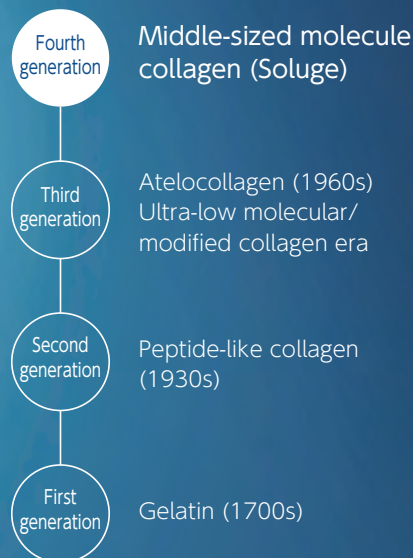 Fourth
generation
Middle-sized molecule
collagen (Soluge)
Third
generation
Atelocollagen (1960s)
Ultra-low molecular/
modified collagen era
Second
generation
Peptide-like collagen
(1930s)
First
generation
Gelatin (1700s)